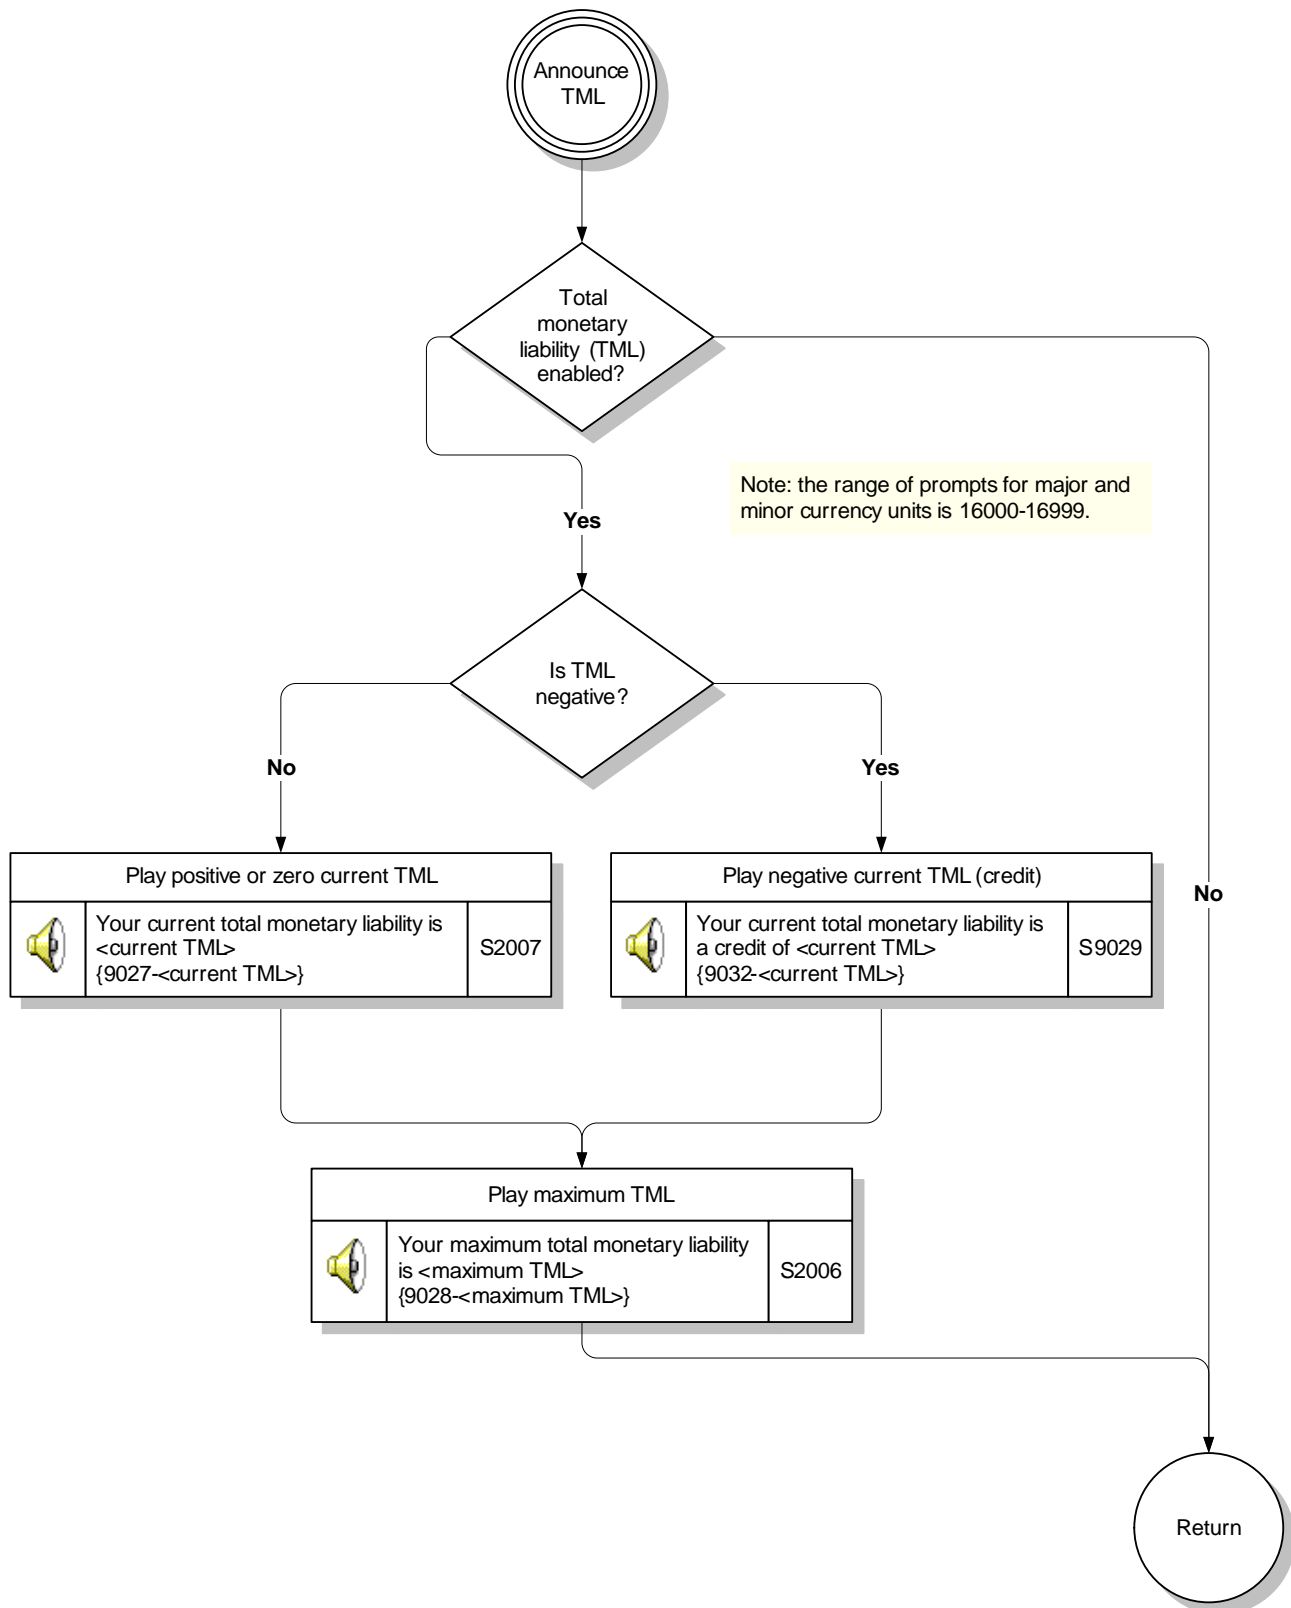 Announce
TML
Total
monetary
liability (TML)
enabled?
Note: the range of prompts for major and
minor currency units is 16000-16999.
Yes
Is TML
negative?
No
Yes
Play positive or zero current TML
Your current total monetary liability is
<current TML>
{9027-<current TML>}
S2007
Play negative current TML (credit)
Your current total monetary liability is
a credit of <current TML>
{9032-<current TML>}
S9029
No
Play maximum TML
Your maximum total monetary liability
is <maximum TML>
{9028-<maximum TML>}
S2006
Return